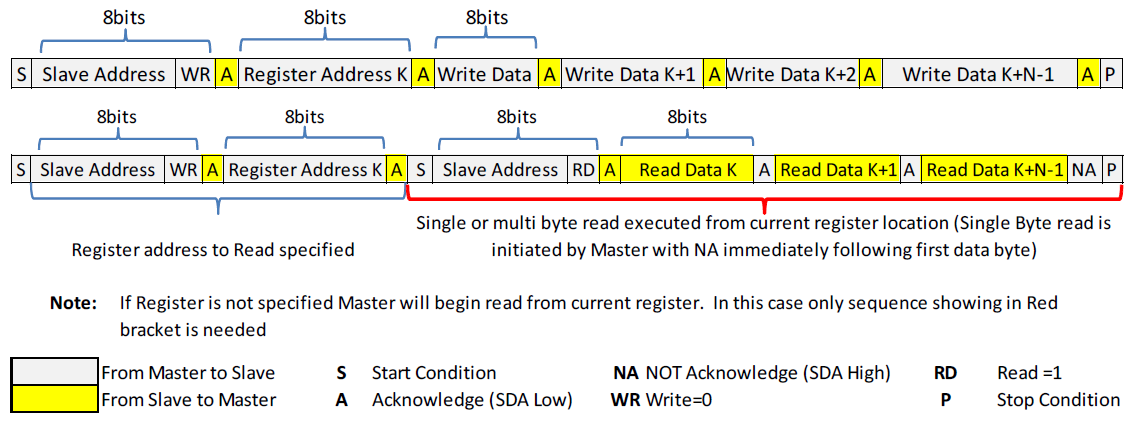 8bits 8bits 8bits
S Slave Address WR A Register Address K A Write Data A Write Data K+1 A Write Data K+2 A Write Data K+N-1 A P
8bits 8bits 8bits 8bits
S Slave Address WR A Register Address K A S Slave Address RD A Read Data K A Read Data K+1 A Read Data K+N-1 NA P
Register address to Read specified
Single or multi byte read executed from current register location (Single Byte read is
initiated by Master with NA immediately following first data byte)
Note: If Register is not specified Master will begin read from current register. In this case only sequence showing in Red
bracket is needed
From Master to Slave S Start Condition NA NOT Acknowledge (SDA High) RD Read =1
From Slave to Master A Acknowledge (SDA Low) WR Write=0 P Stop Condition